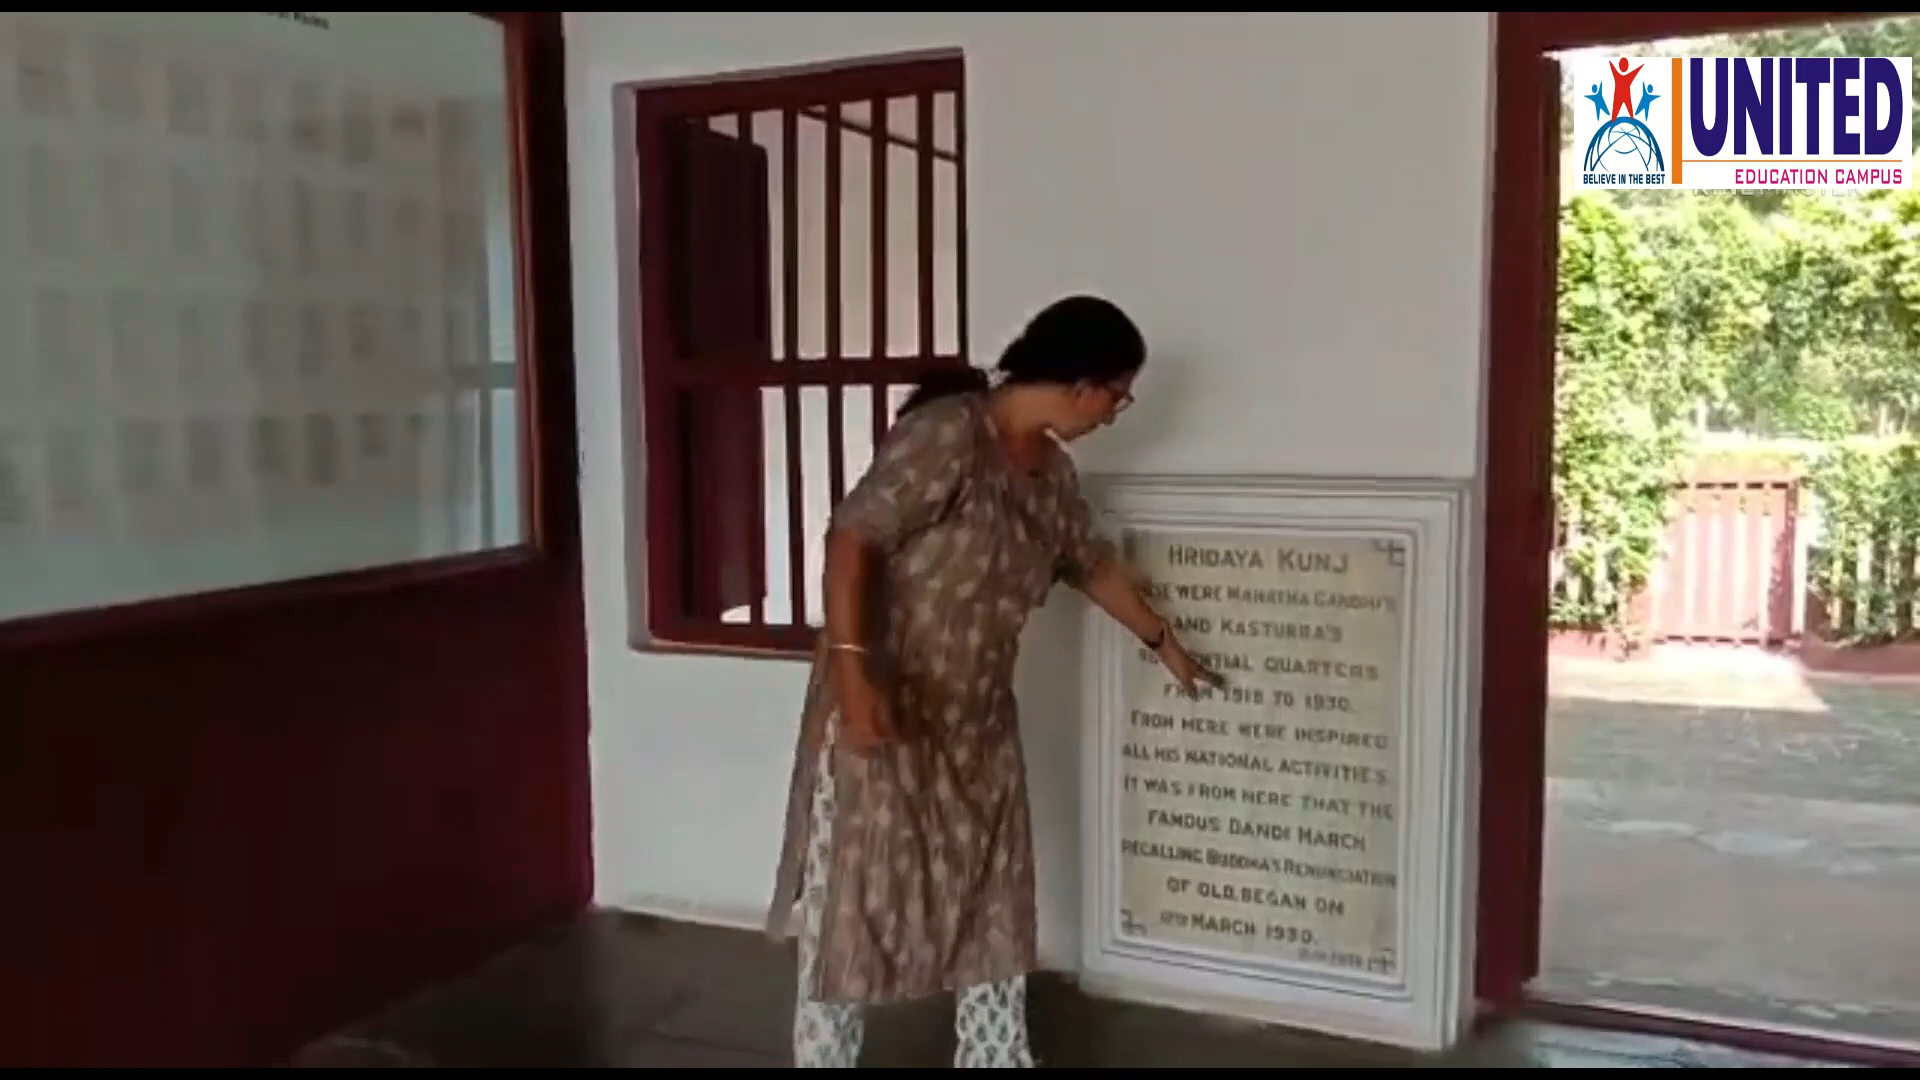 UNITED
BELIEVE IN THE BEST
EDUCATION CAMPUS
HRIDAYA KUNJ
WERE MAHATMA GANDHI'S
AND KASTURBA'S
QUARTERS
FROM 1918 TO 1930.
FROM HERE WERE INSPIRED
ALL HIS NATIONAL ACTIVITIES.
IT WAS FROM HERE THAT THE
FAMOUS DANDI MARCH
RECALLING BUDDHA'S RENUNCIATION
OF OLD, BEGAN ON
12TH MARCH 1930.